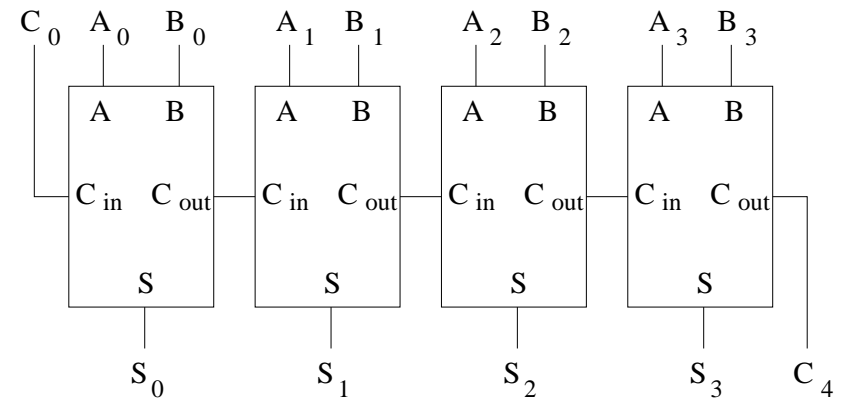 C0 A0 B0 A1 B1 A2 B2 A3 B3
A B A B A B A B
Cin Cout Cin Cout Cin Cout Cin Cout
S S S S
S0 S1 S2 S3 C4